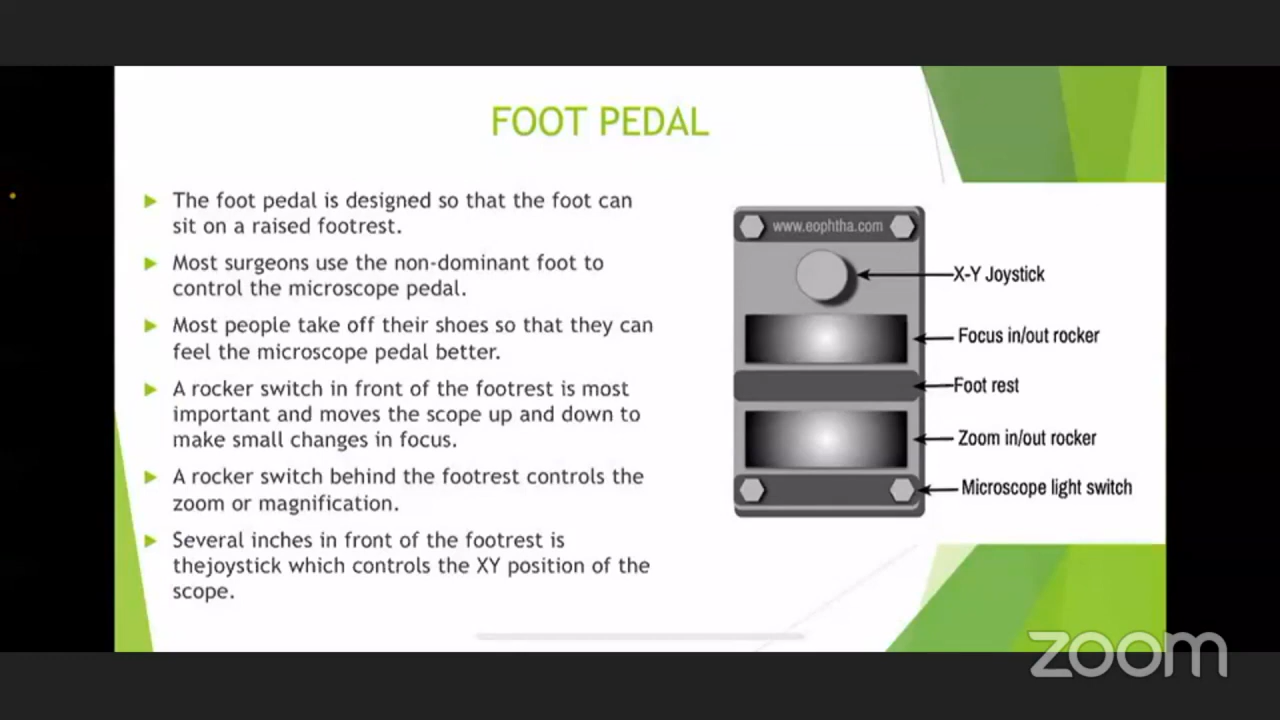 FOOT PEDAL
The foot pedal is designed so that the foot can
sit on a raised footrest.
Most surgeons use the non-dominant foot to
control the microscope pedal.
Most people take off their shoes so that they can
feel the microscope pedal better.
A rocker switch in front of the footrest is most
important and moves the scope up and down to
make small changes in focus.
A rocker switch behind the footrest controls the
zoom or magnification.
Several inches in front of the footrest is
thejoystick which controls the XY position of the
scope.
www.eophtha.com
X-Y Joystick
Focus in/out rocker
Foot rest
Zoom in/out rocker
Microscope light switch
zoom